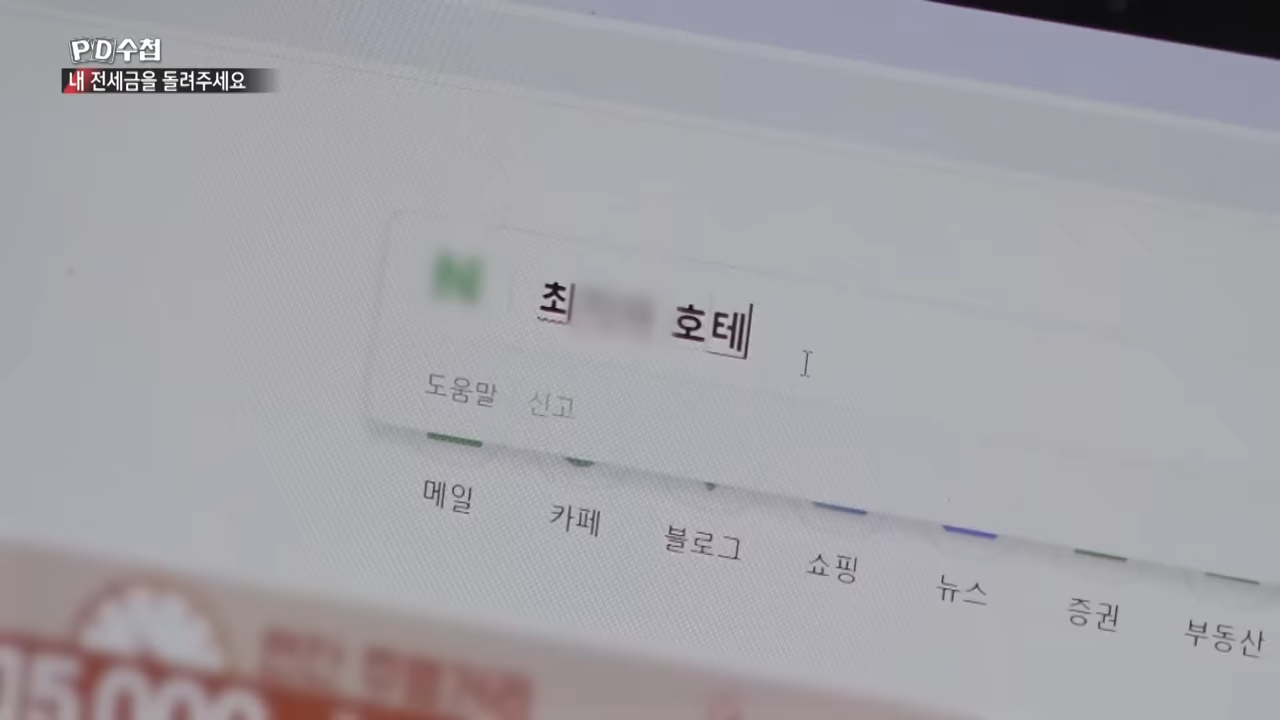 PD수첩
내 전세금을 돌려주세요
최 호테
도움말 신고
메일 카페 블로그 쇼핑 뉴스 증권 부동산